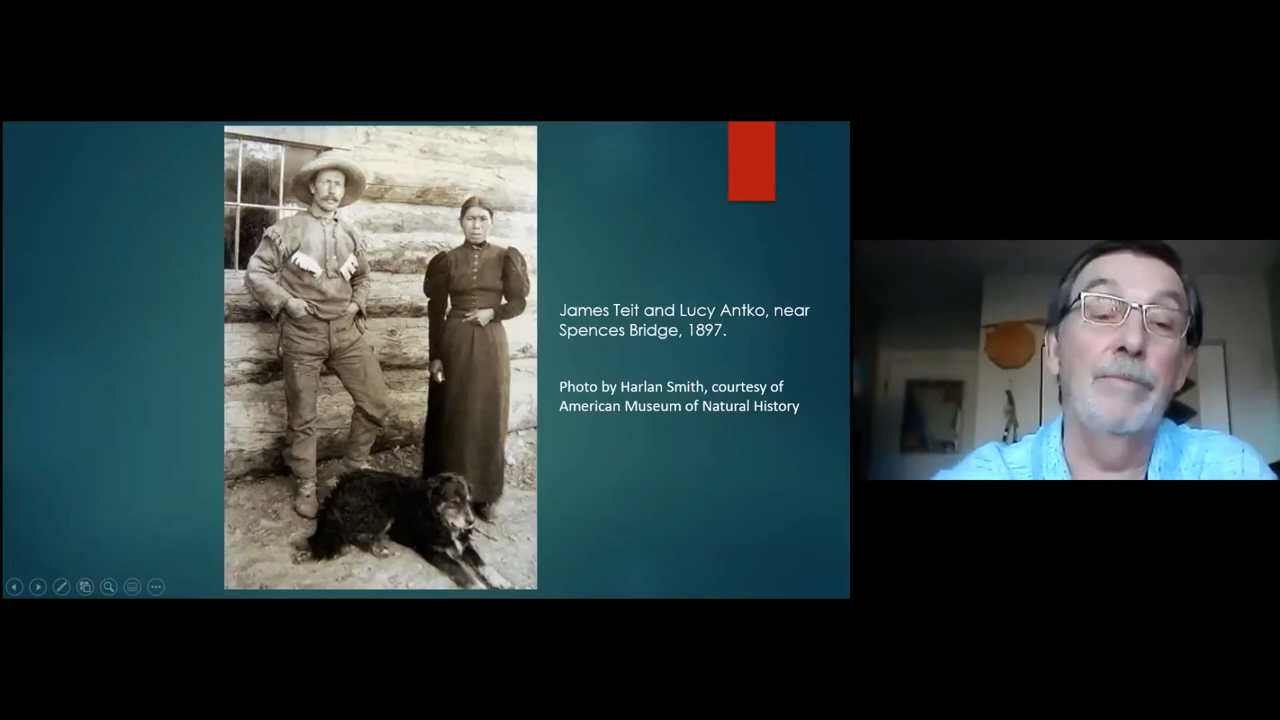 James Teit and Lucy Antko, near
Spences Bridge, 1897.
Photo by Harlan Smith, courtesy of
American Museum of Natural History